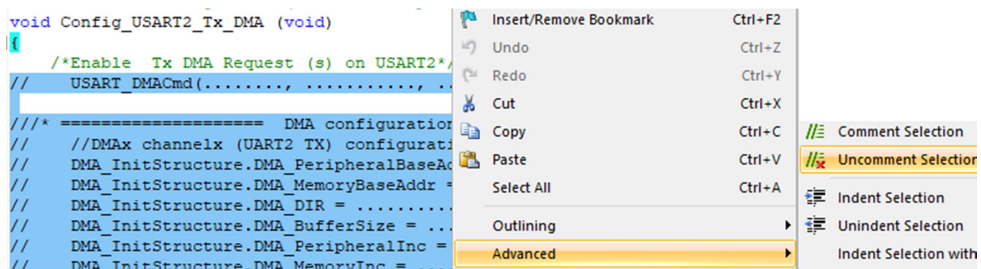 void Config_USART2_Tx_DMA (void)
{
/*Enable Tx DMA Request (s) on USART2*/
// USART_DMACmd(........, ..........., ..
///* ==================== DMA configuration
// //DMAx channelx (UART2 TX) configurati
// DMA_InitStructure.DMA_PeripheralBaseAd
// DMA_InitStructure.DMA_MemoryBaseAddr =
// DMA_InitStructure.DMA_DIR = ..........
// DMA_InitStructure.DMA_BufferSize = ...
// DMA_InitStructure.DMA_PeripheralInc =
// DMA_InitStructure.DMA_MemoryInc = ....
Insert/Remove Bookmark Ctrl+F2
Undo Ctrl+Z
Redo Ctrl+Y
Cut Ctrl+X
Copy Ctrl+C
Paste Ctrl+V
Select All Ctrl+A
Outlining
Advanced
Comment Selection
Uncomment Selection
Indent Selection
Unindent Selection
Indent Selection with